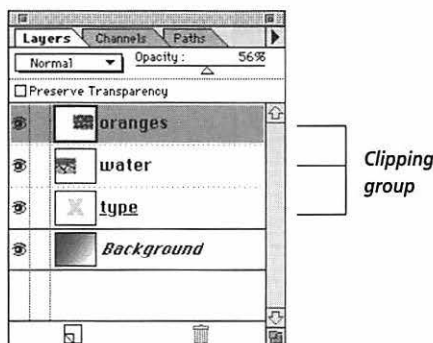 Layers Channels Paths
Normal Opacity: 56%
Preserve Transparency
oranges
water
type
Background
Clipping
group